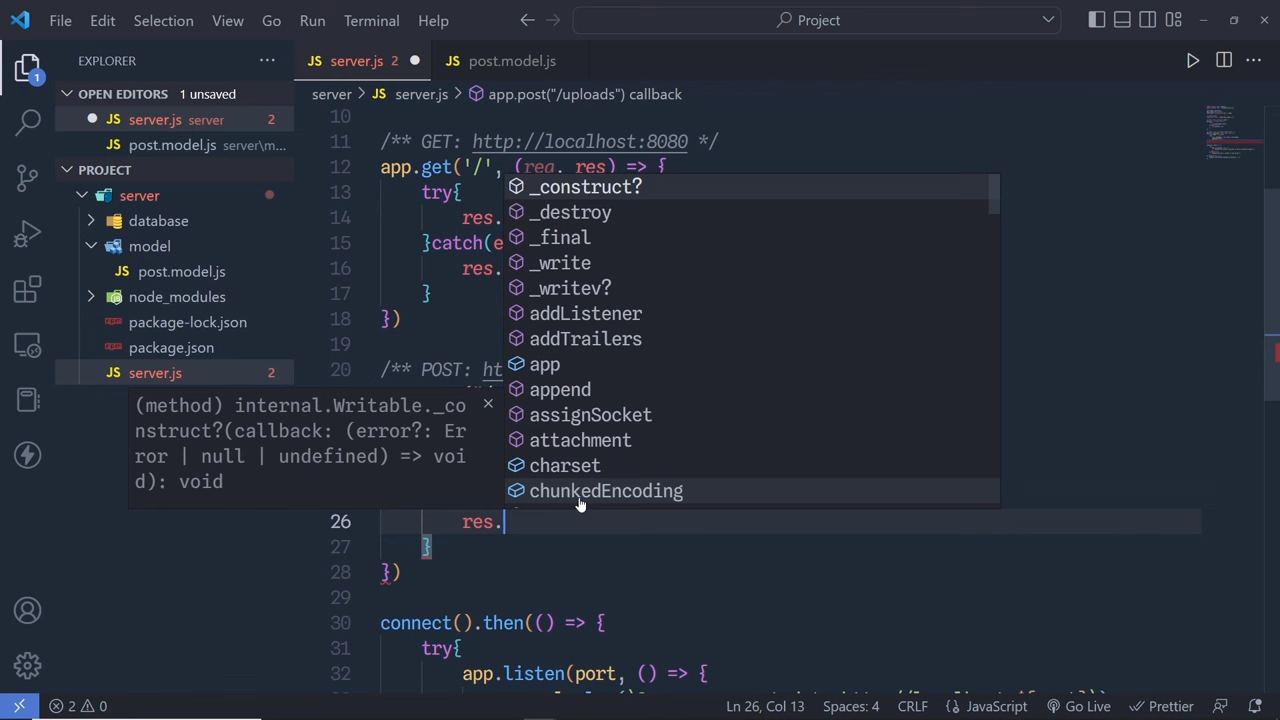 File Edit Selection View Go Run Terminal Help Project
EXPLORER
JS server.js 2
JS post.model.js
OPEN EDITORS 1 unsaved
JS server.js server 2
JS post.model.js server\m...
PROJECT
server
database
model
JS post.model.js
node_modules
package-lock.json
package.json
JS server.js 2
1
server > JS server.js > app.post("/uploads") callback
10
11 /** GET: http://localhost:8080 */
12 app.get('/', (req, res) => {
13 try{
14 res.
15 }catch(e
16 res.
17 }
18 })
19
20 /** POST: ht
_construct?
_destroy
_final
_write
_writev?
addListener
addTrailers
app
append
assignSocket
attachment
charset
chunkedEncoding
(method) internal.Writable._co
nstruct?(callback: (error?: Er
ror | null | undefined) => voi
d): void
26 res.
27 }
28 })
29
30 connect().then(() => {
31 try{
32 app.listen(port, () => {
2 0 Ln 26, Col 13 Spaces: 4 CRLF {} JavaScript Go Live Prettier